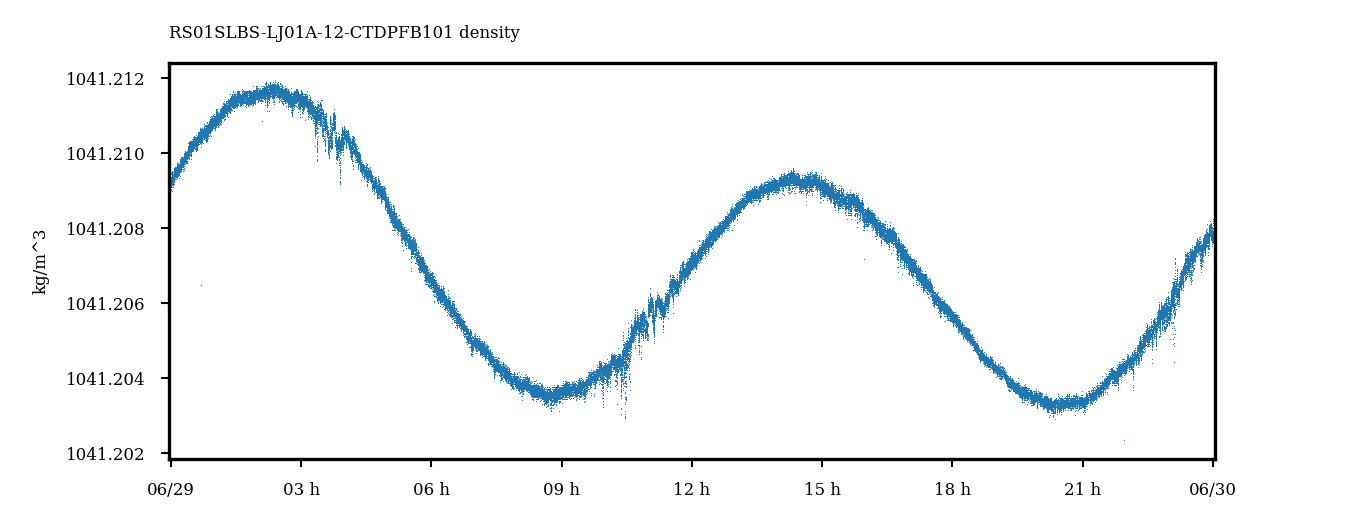 RS01SLBS-LJ01A-12-CTDPFB101 density
1041.212
1041.210
1041.208
1041.206
1041.204
1041.202
kg/m^3
06/29 03 h 06 h 09 h 12 h 15 h 18 h 21 h 06/30